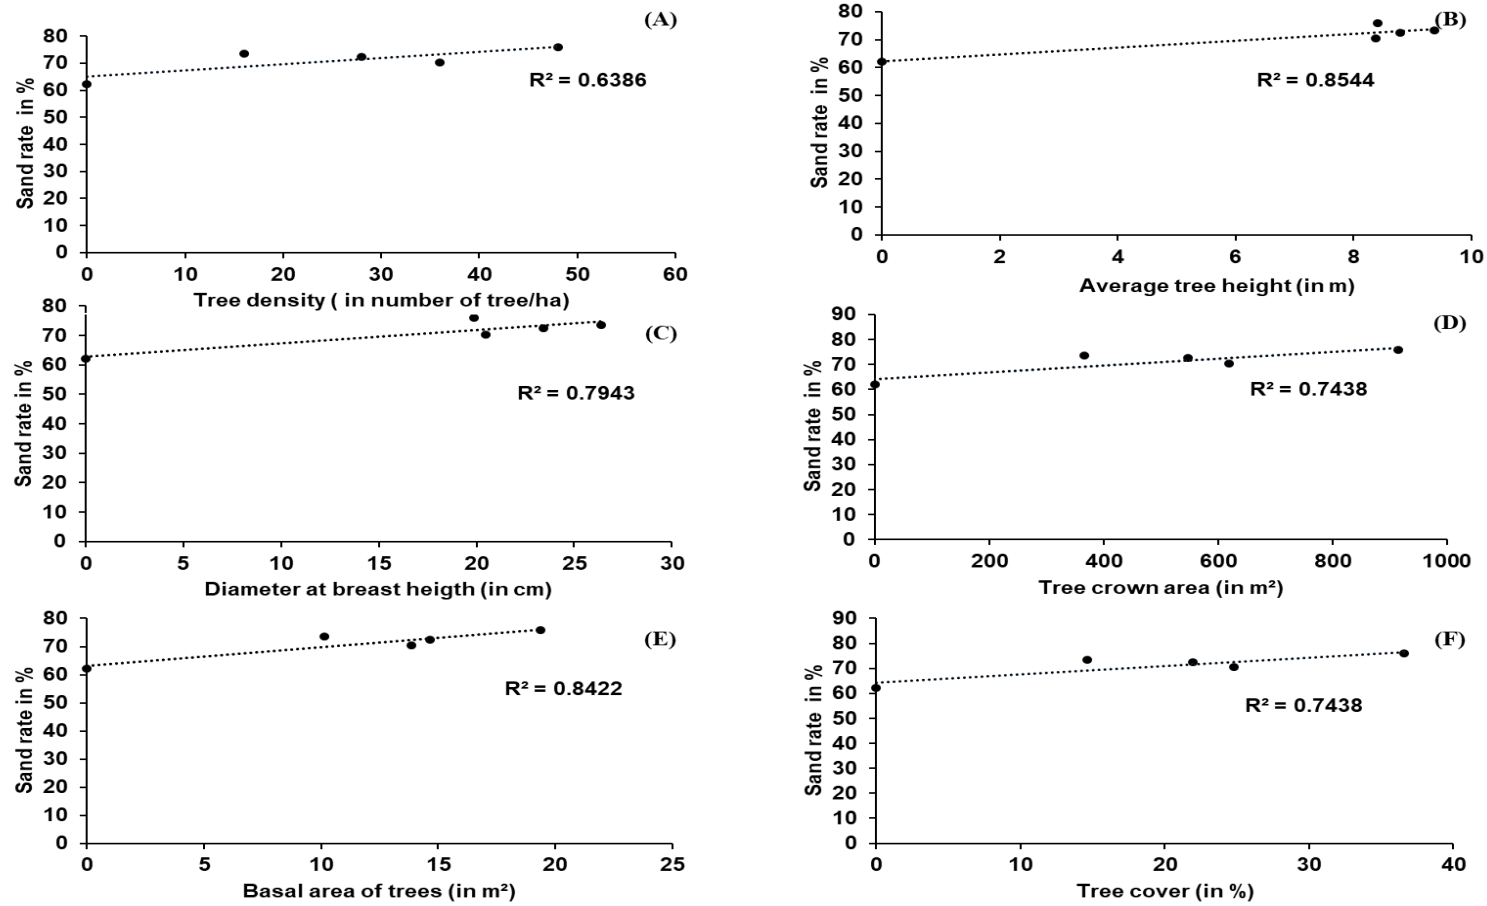 (A)
Sand rate in %
80
70
60
50
40
30
20
10
0
R² = 0.6386
0 10 20 30 40 50 60
Tree density ( in number of tree/ha)
(B)
Sand rate in %
80
70
60
50
40
30
20
10
0
R² = 0.8544
0 2 4 6 8 10
Average tree height (in m)
(C)
Sand rate in %
80
70
60
50
40
30
20
10
0
R² = 0.7943
0 5 10 15 20 25 30
Diameter at breast heigth (in cm)
(D)
Sand rate in %
90
80
70
60
50
40
30
20
10
0
R² = 0.7438
0 200 400 600 800 1000
Tree crown area (in m²)
(E)
Sand rate in %
80
70
60
50
40
30
20
10
0
R² = 0.8422
0 5 10 15 20 25
Basal area of trees (in m²)
(F)
Sand rate in %
90
80
70
60
50
40
30
20
10
0
R² = 0.7438
0 10 20 30 40
Tree cover (in %)